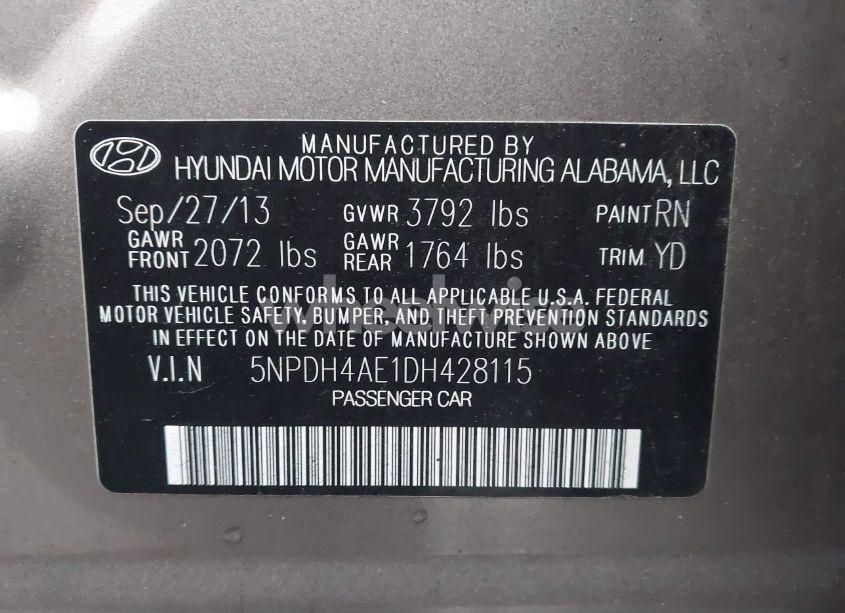 MANUFACTURED BY
HYUNDAI MOTOR MANUFACTURING ALABAMA, LLC
Sep/27/13 GVWR 3792 lbs PAINT RN
GAWR FRONT 2072 lbs GAWR REAR 1764 lbs TRIM YD
THIS VEHICLE CONFORMS TO ALL APPLICABLE U.S.A. FEDERAL
MOTOR VEHICLE SAFETY, BUMPER, AND THEFT PREVENTION STANDARDS
IN EFFECT ON THE DATE OF MANUFACTURE SHOWN ABOVE
V.I.N 5NPDH4AE1DH428115
PASSENGER CAR